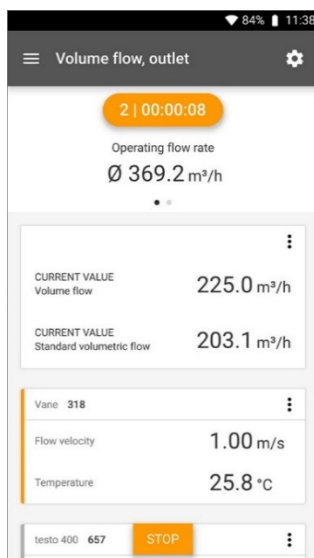 84% 11:38
Volume flow, outlet
2 | 00:00:08
Operating flow rate
Ø 369.2 m³/h
CURRENT VALUE
Volume flow
225.0 m³/h
CURRENT VALUE
Standard volumetric flow
203.1 m³/h
Vane 318
Flow velocity
1.00 m/s
Temperature
25.8 °C
testo 400 657
STOP